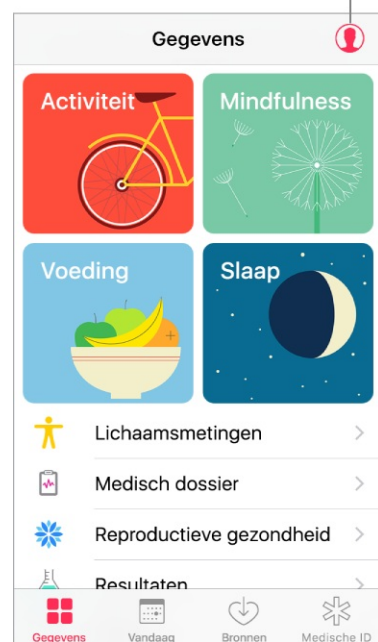 Gegevens
Activiteit
Mindfulness
Voeding
Slaap
Lichaamsmetingen
Medisch dossier
Reproductieve gezondheid
Resultaten
Gegevens
Vandaag
Bronnen
Medische ID